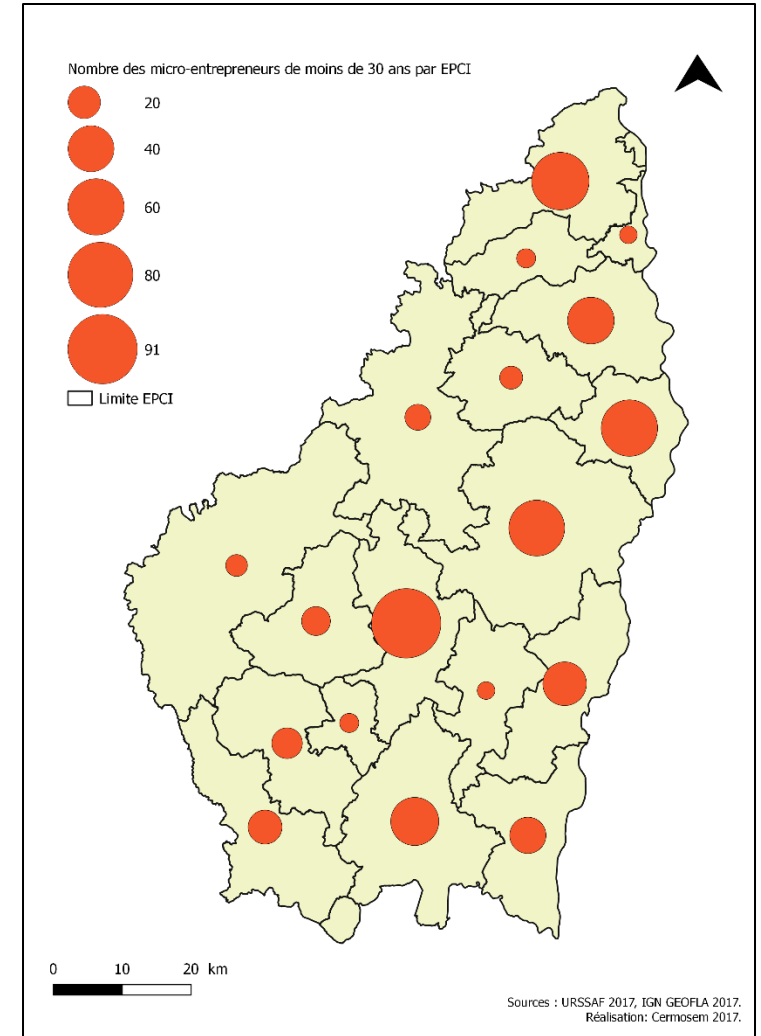 Nombre des micro-entrepreneurs de moins de 30 ans par EPCI
20
40
60
80
91
Limite EPCI
0 10 20 km
Sources : URSSAF 2017, IGN GEOFLA 2017.
Réalisation: Cermosem 2017.